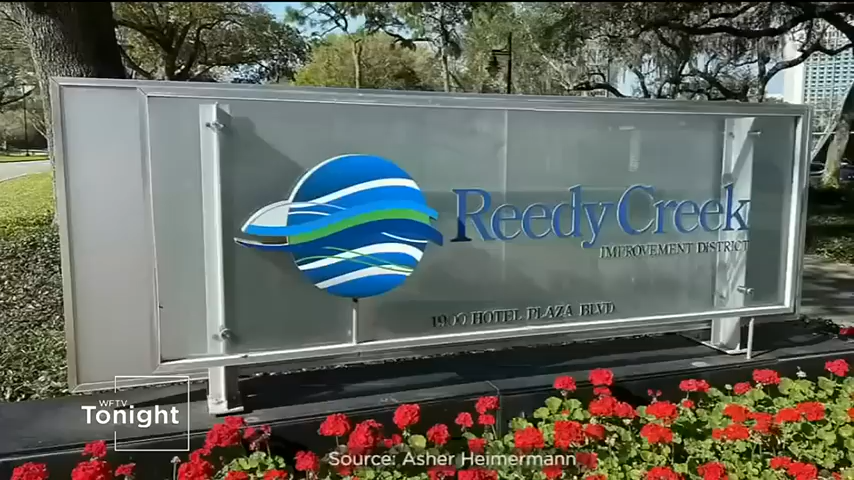 Reedy Creek
IMPROVEMENT DISTRICT
1900 HOTEL PLAZA BLVD
WFTV
Tonight
Source: Asher Heimermann